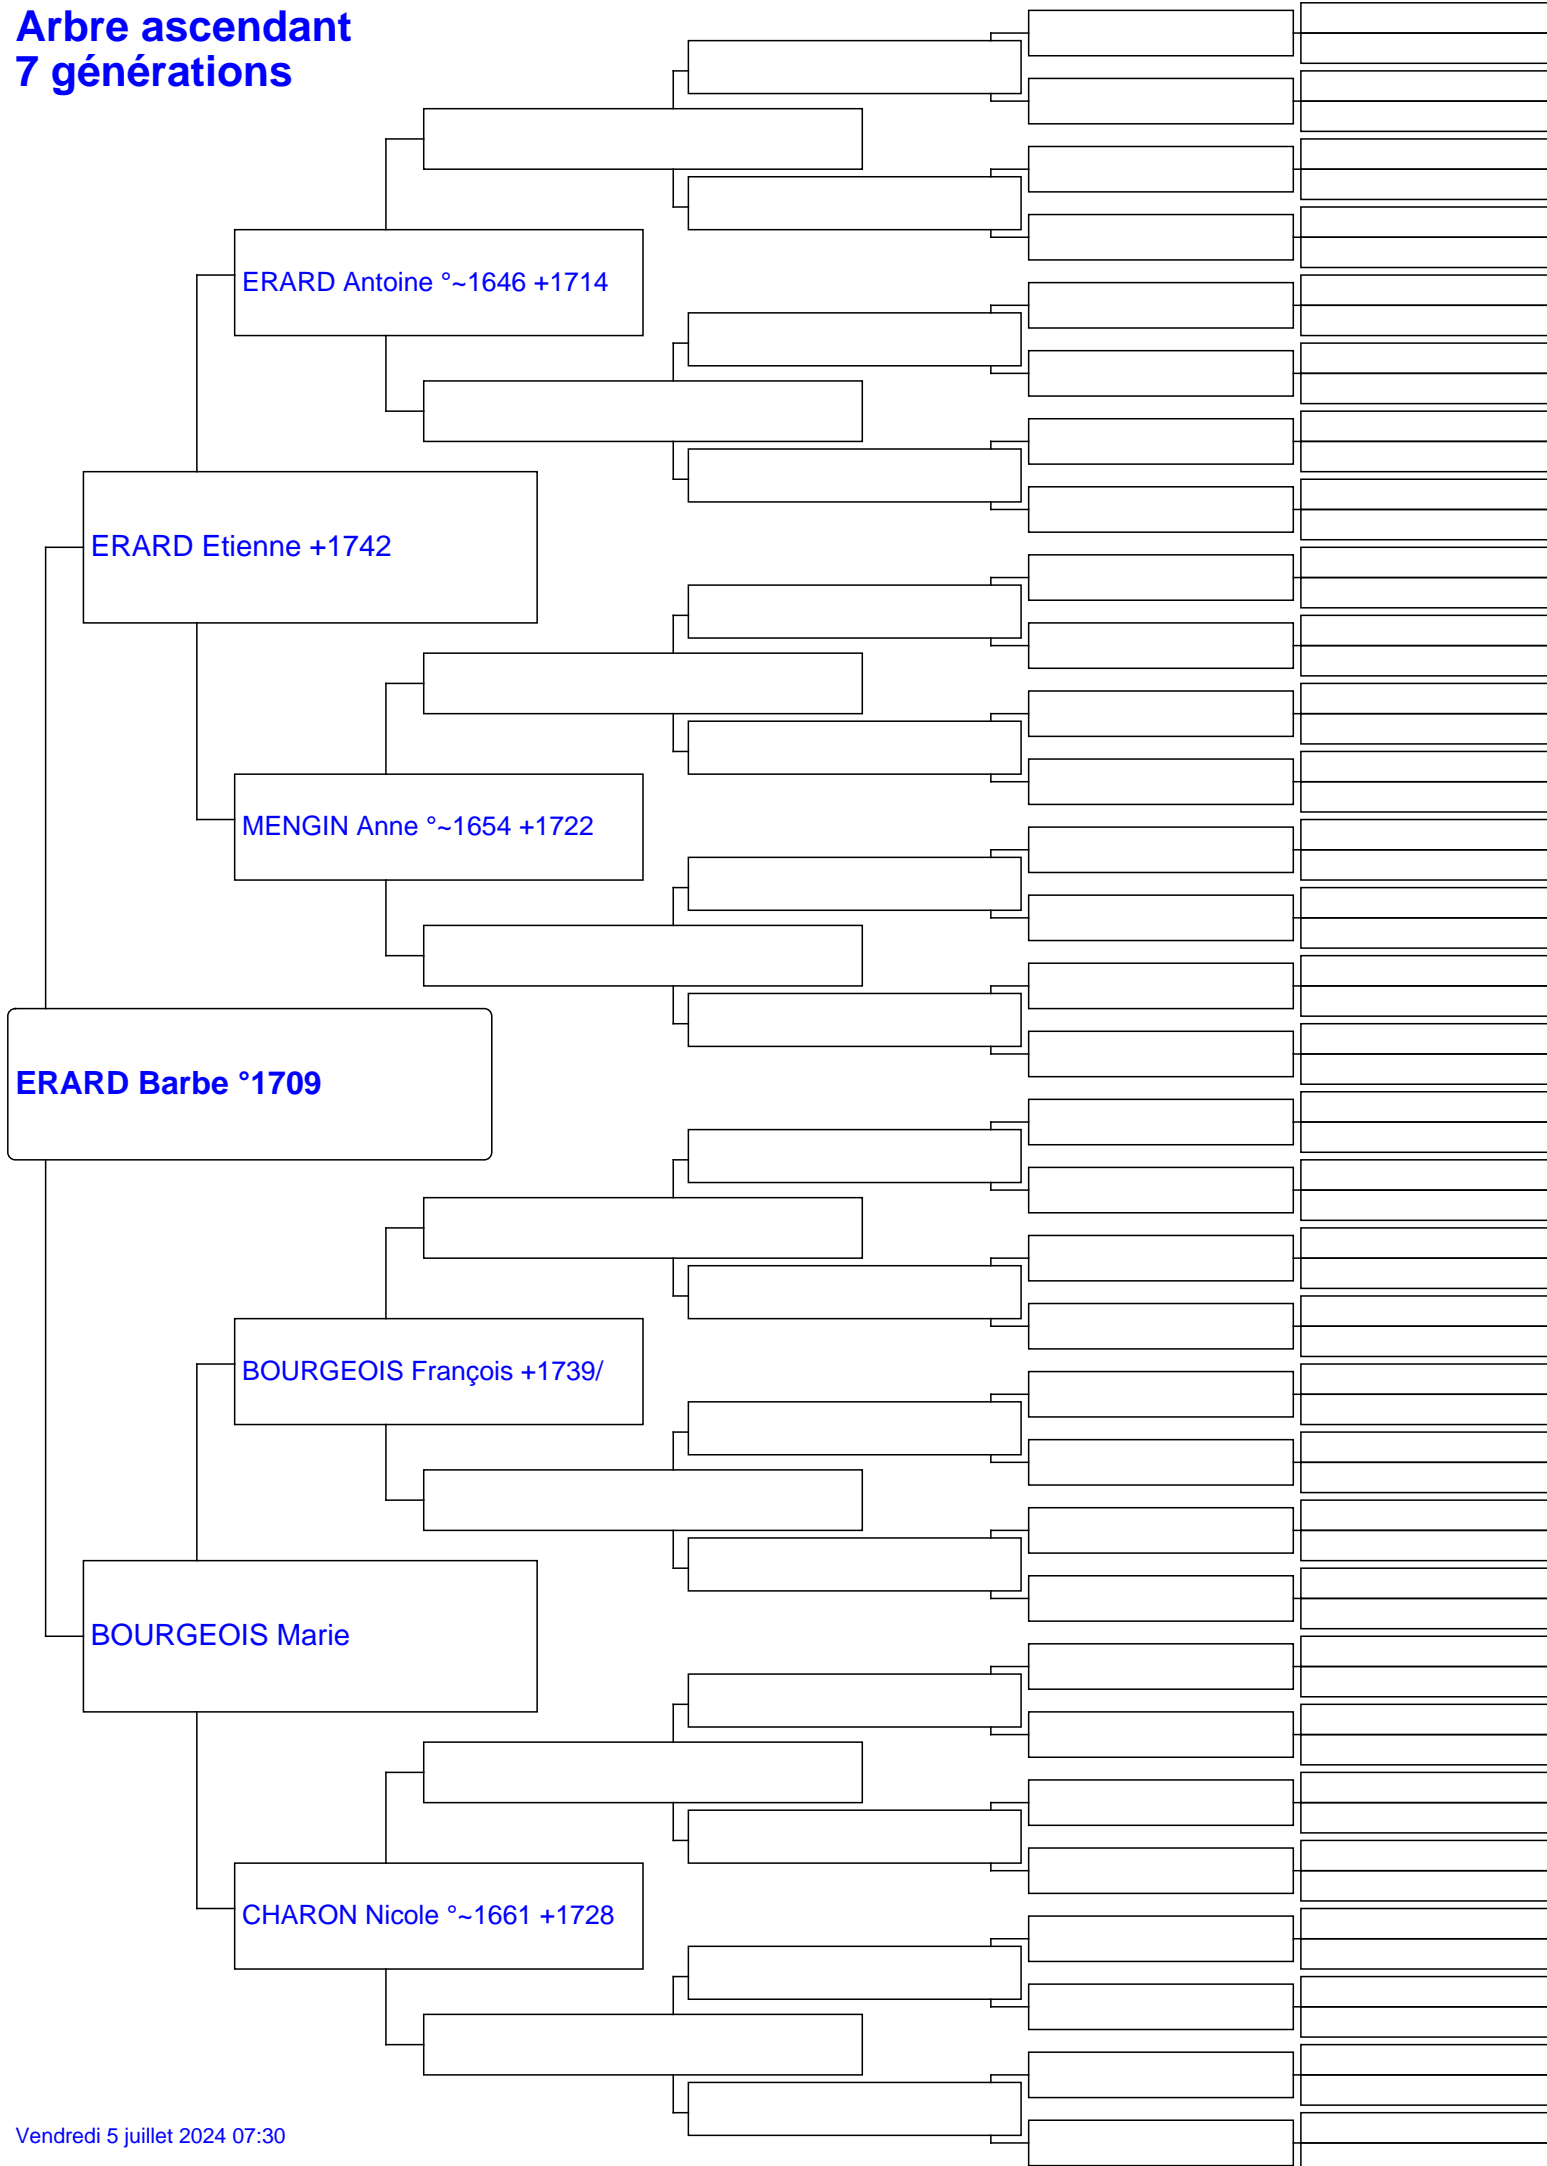 Arbre ascendant
7 générations
ERARD Antoine °~1646 +1714
ERARD Etienne +1742
MENGIN Anne °~1654 +1722
ERARD Barbe °1709
BOURGEOIS François +1739/
BOURGEOIS Marie
CHARON Nicole °~1661 +1728
Vendredi 5 juillet 2024 07:30